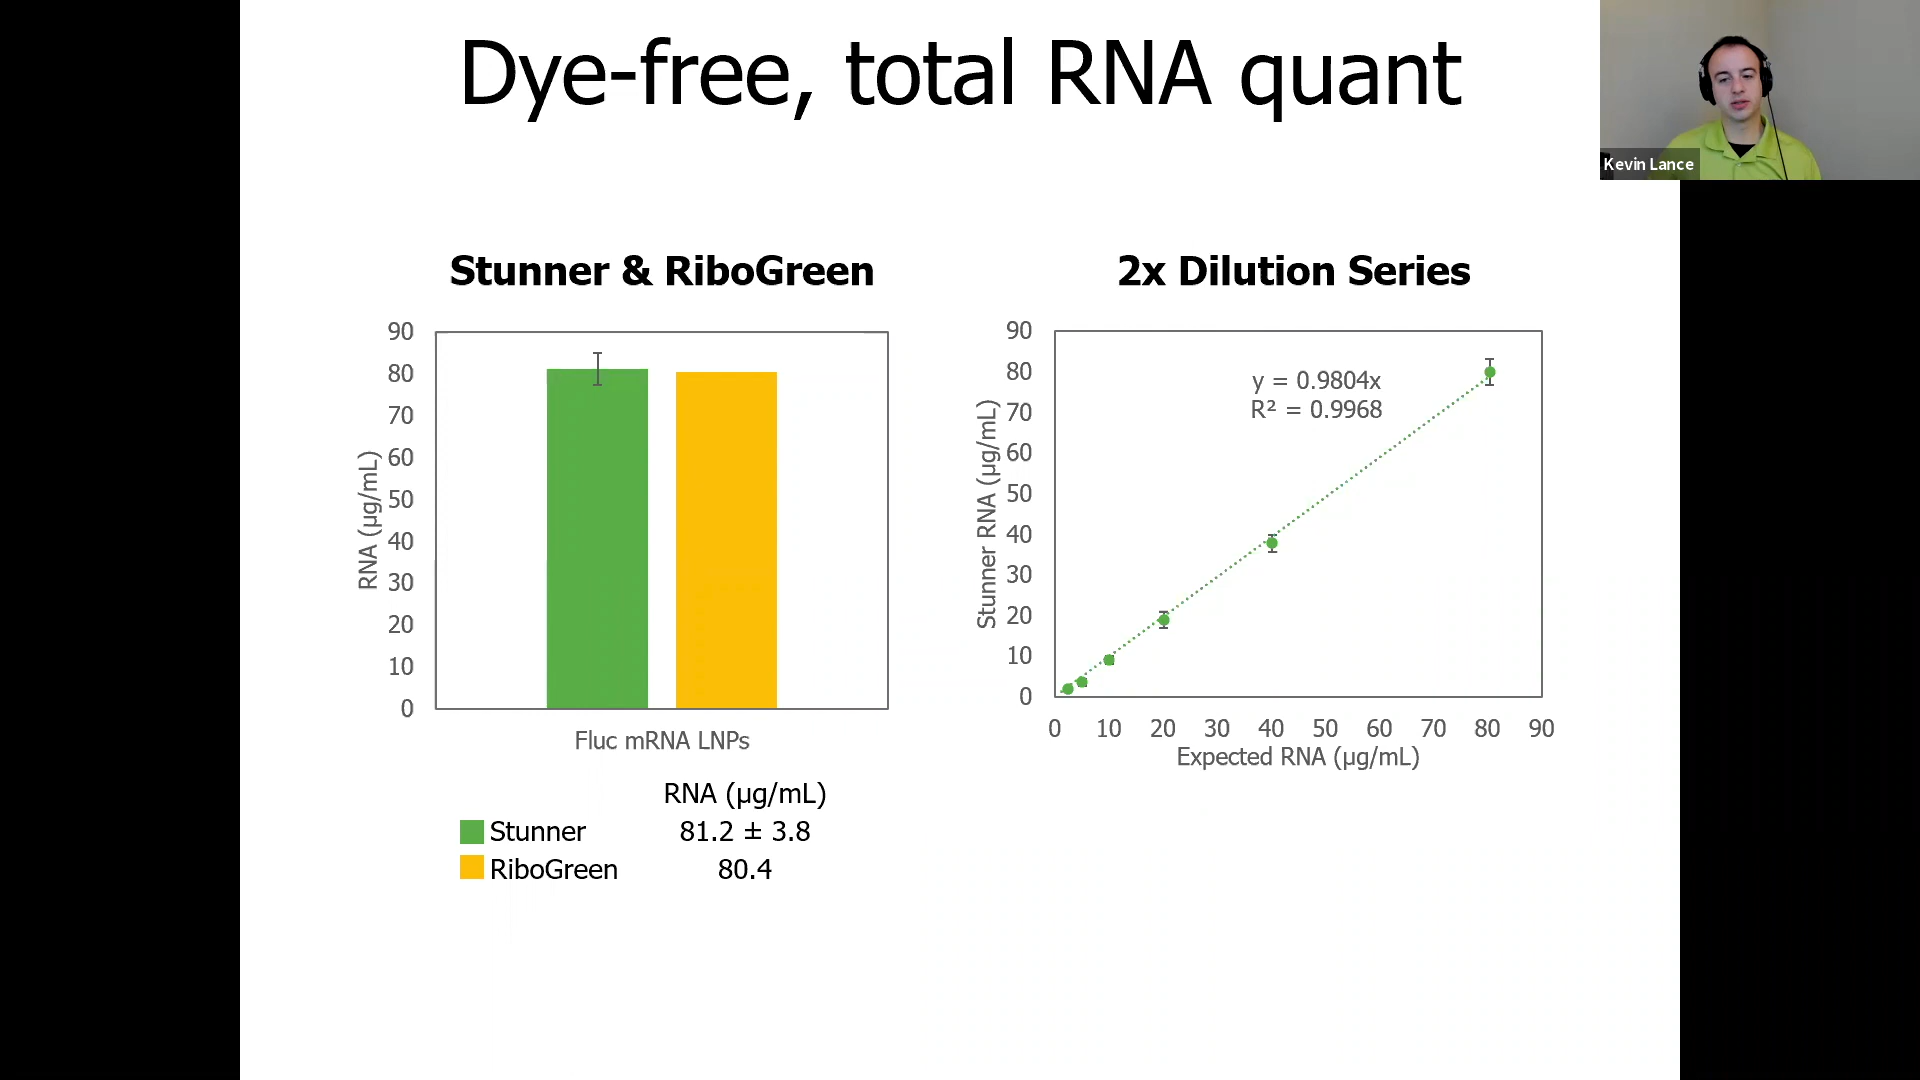 Dye-free, total RNA quant
Kevin Lance
Stunner & RiboGreen
90
80
70
60
50
40
30
20
10
0
RNA (µg/mL)
Fluc mRNA LNPs
RNA (µg/mL)
Stunner 81.2 ± 3.8
RiboGreen 80.4
2x Dilution Series
90
80
70
60
50
40
30
20
10
0
Stunner RNA (µg/mL)
y = 0.9804x
R² = 0.9968
0 10 20 30 40 50 60 70 80 90
Expected RNA (µg/mL)